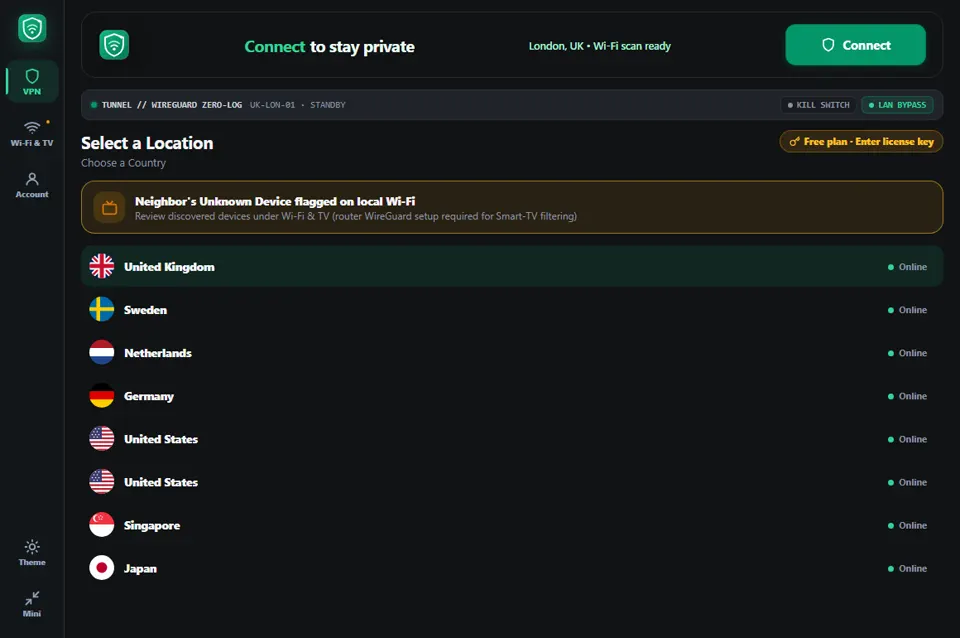 Connect to stay private
London, UK • Wi-Fi scan ready
Connect
VPN
Wi-Fi & TV
Account
TUNNEL // WIREGUARD ZERO-LOG UK-LON-01 · STANDBY
KILL SWITCH
LAN BYPASS
Select a Location
Choose a Country
Free plan · Enter license key
Neighbor's Unknown Device flagged on local Wi-Fi
Review discovered devices under Wi-Fi & TV (router WireGuard setup required for Smart-TV filtering)
United Kingdom Online
Sweden Online
Netherlands Online
Germany Online
United States Online
United States Online
Singapore Online
Japan Online
Theme
Mini